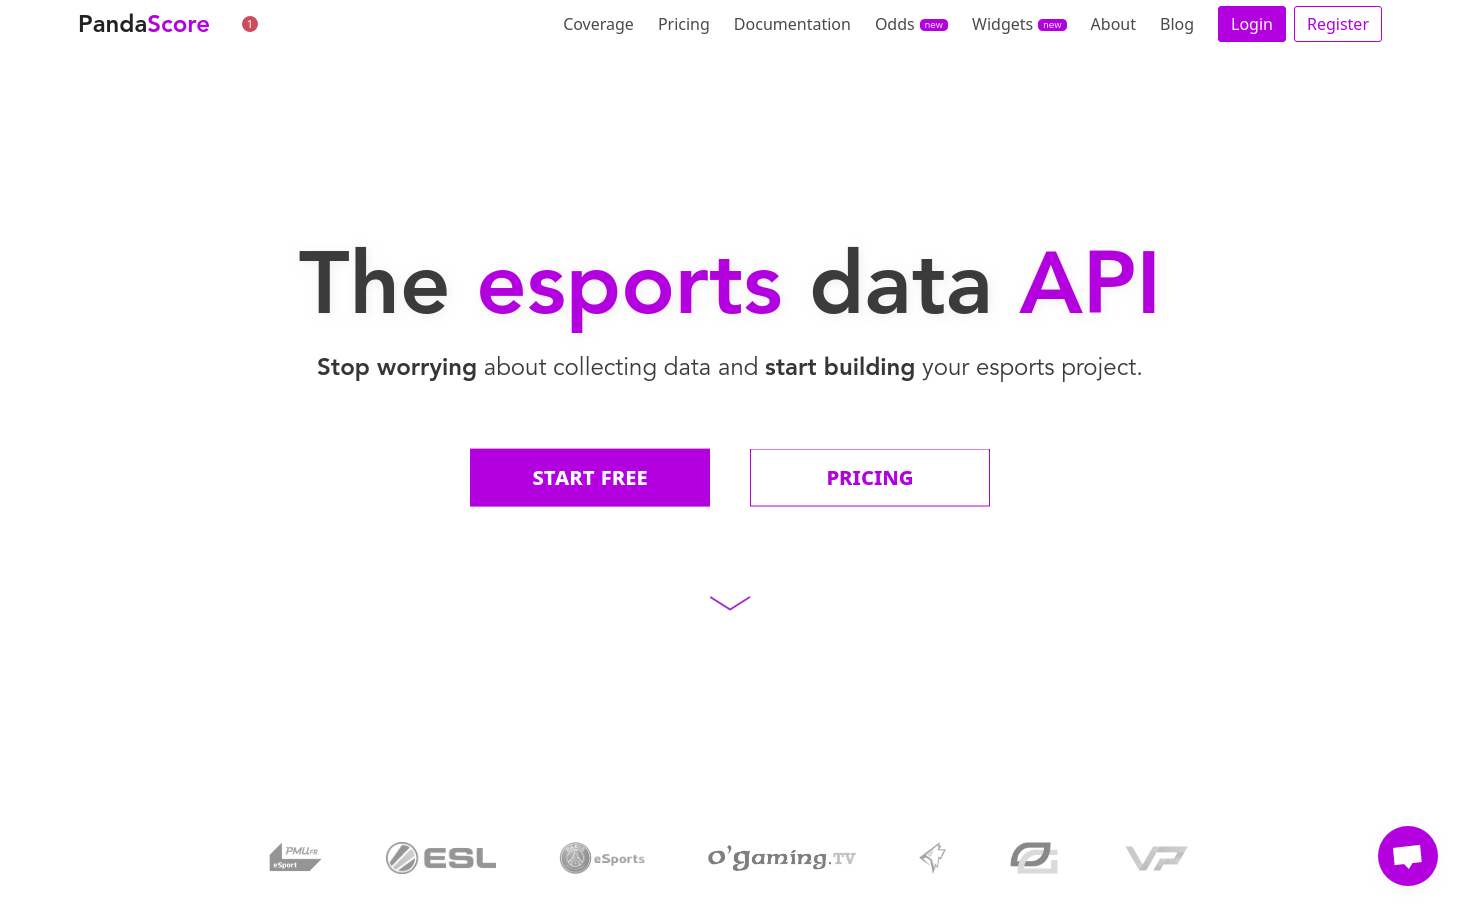 PandaScore 1 Coverage Pricing Documentation Odds new Widgets new About Blog Login Register
The esports data API
Stop worrying about collecting data and start building your esports project.
START FREE PRICING
PMU.FR
eSport
ESL
eSports
o'gaming.TV
VP